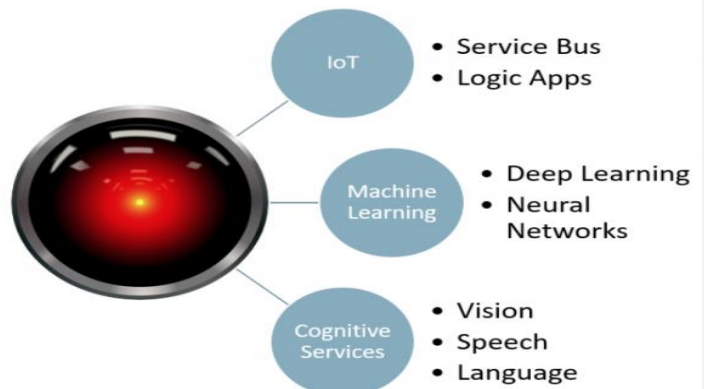 IoT
• Service Bus
• Logic Apps
Machine
Learning
• Deep Learning
• Neural
Networks
Cognitive
Services
• Vision
• Speech
• Language